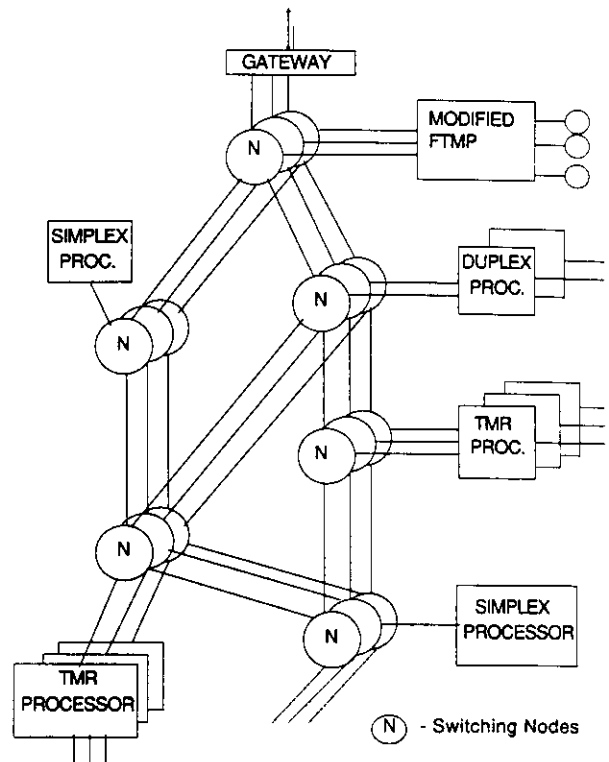 GATEWAY
MODIFIED
FTMP
N
SIMPLEX
PROC.
DUPLEX
PROC.
N
N
TMR
PROC.
N
N
SIMPLEX
PROCESSOR
N
TMR
PROCESSOR
N - Switching Nodes